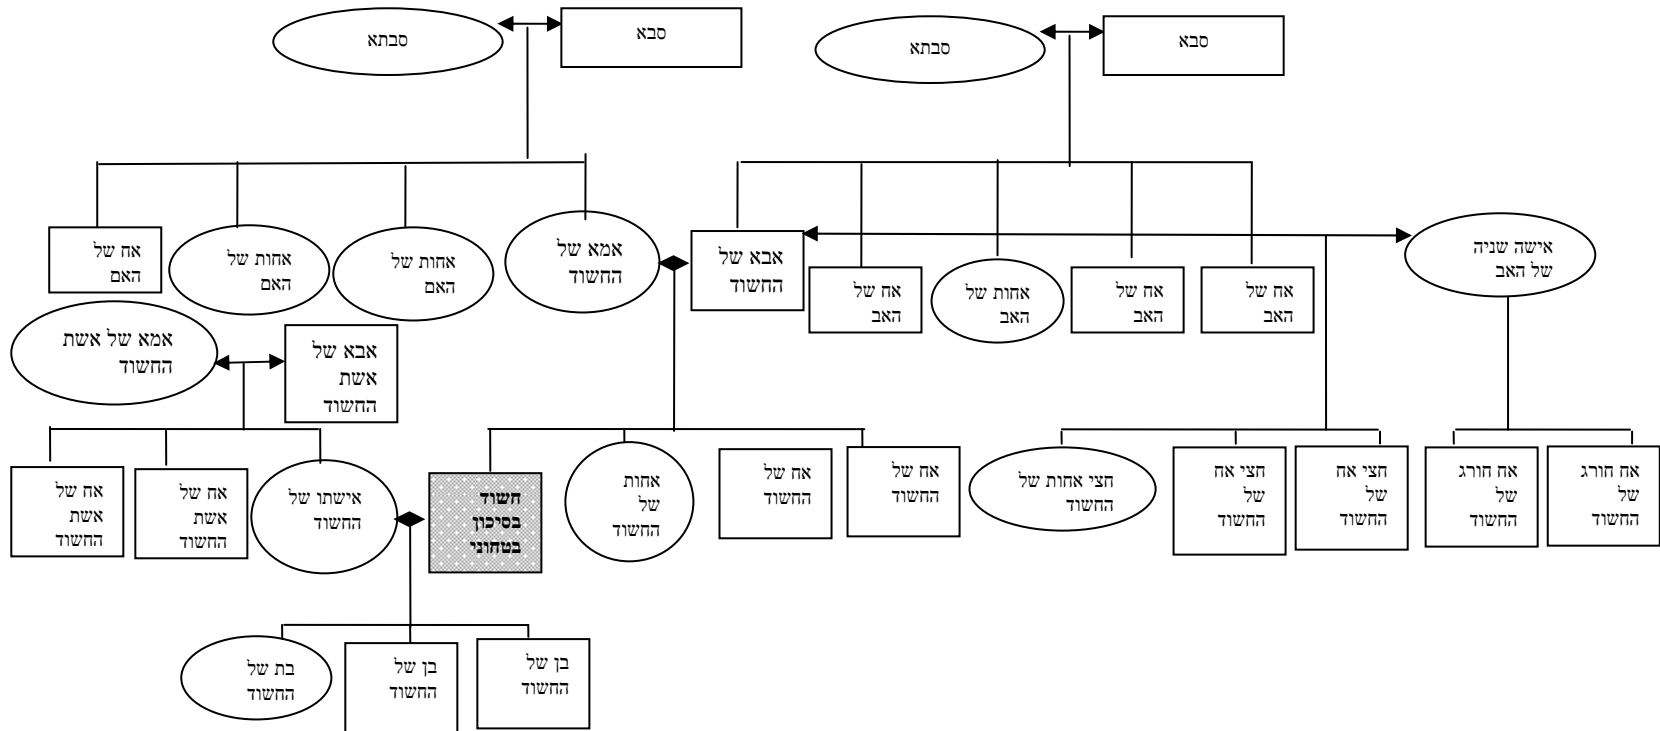 סבא
סבתא
סבא
סבתא
אישה שניה
של האב
אח של
האב
אח של
האב
אחות של
האב
אח של
האב
אבא של
החשוד
אמא של
החשוד
אחות של
האם
אחות של
האם
אח של
האם
אבא של
אשת
החשוד
אמא של אשת
החשוד
אח חורג
של
החשוד
אח חורג
של
החשוד
חצי אח
של
החשוד
חצי אח
של
החשוד
חצי אחות של
החשוד
אח של
החשוד
אח של
החשוד
אחות
של
החשוד
חשוד
בסיכון
בטחוני
אישתו של
החשוד
אח של
אשת
החשוד
אח של
אשת
החשוד
בן של
החשוד
בן של
החשוד
בת של
החשוד